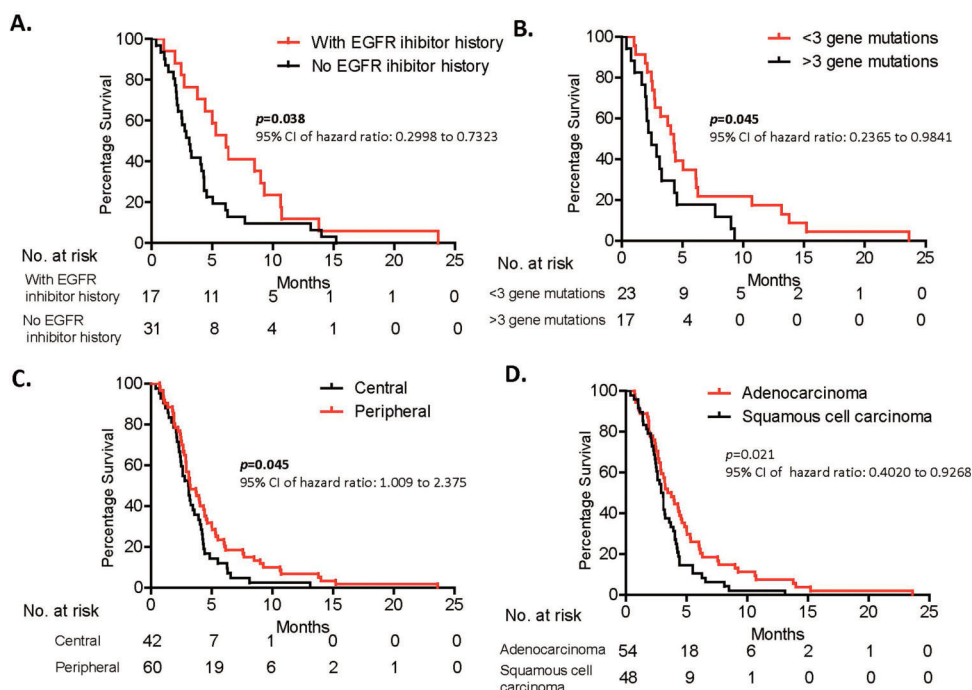 A.
With EGFR ihibitor history
No EGFR ihibitor history
p=0.038
95% CI of hazard ratio: 0.2998 to 0.7323
Percentage Survival
100
80
60
40
20
0
0 5 10 15 20 25
Months
No. at risk
With EGFR
inhibitor history 17 11 5 1 1 0
No EGFR
inhibitor history 31 8 4 1 0 0
B.
<3 gene mutations
>3 gene mutations
p=0.045
95% CI of hazard ratio: 0.2365 to 0.9841
Percentage Survival
100
80
60
40
20
0
0 5 10 15 20 25
Months
No. at risk
<3 gene mutations 23 9 5 2 1 0
>3 gene mutations 17 4 0 0 0 0
C.
Central
Peripheral
p=0.045
95% CI of hazard ratio: 1.009 to 2.375
Percentage Survival
100
80
60
40
20
0
0 5 10 15 20 25
Months
No. at risk
Central 42 7 1 0 0 0
Peripheral 60 19 6 2 1 0
D.
Adenocarcinoma
Squamous cell carcinoma
p=0.021
95% CI of hazard ratio: 0.4020 to 0.9268
Percentage Survival
100
80
60
40
20
0
0 5 10 15 20 25
Months
No. at risk
Adenocarcinoma 54 18 6 2 1 0
Squamous cell
carcinoma 48 9 1 0 0 0